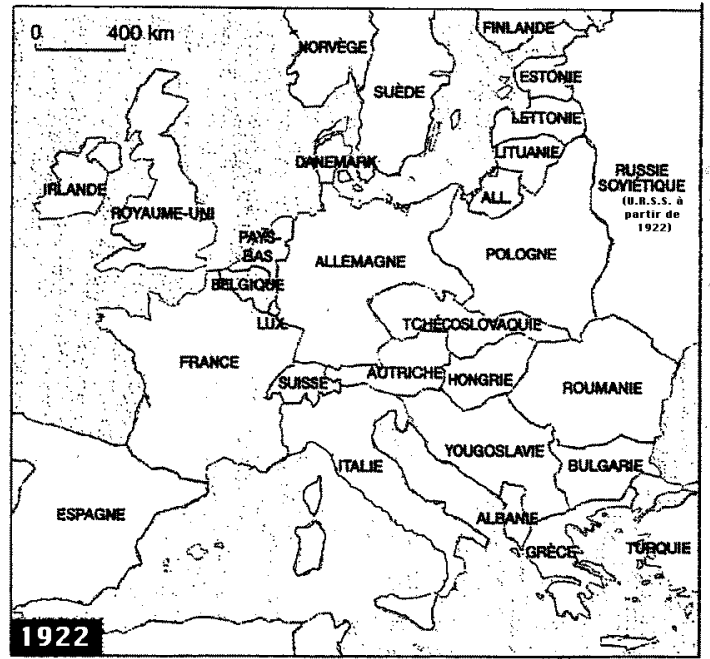 0    400 km
NORVÈGE
SUÈDE
FINLANDE
ESTONIE
LETTONIE
LITUANIE
DANEMARK
ALL.
RUSSIE
SOVIÉTIQUE
(U.R.S.S. à
partir de
1922)
IRLANDE
ROYAUME-UNI
PAYS-
BAS
BELGIQUE
LUX.
ALLEMAGNE
POLOGNE
TCHÉCOSLOVAQUIE
FRANCE
SUISSE
AUTRICHE
HONGRIE
ROUMANIE
ITALIE
YOUGOSLAVIE
BULGARIE
ESPAGNE
ALBANIE
GRÈCE
TURQUIE
1922